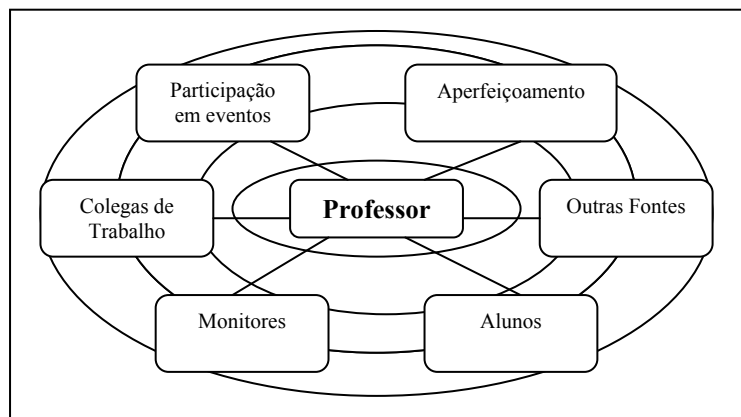 Participação
em eventos
Aperfeiçoamento
Colegas de
Trabalho
Professor
Outras Fontes
Monitores
Alunos